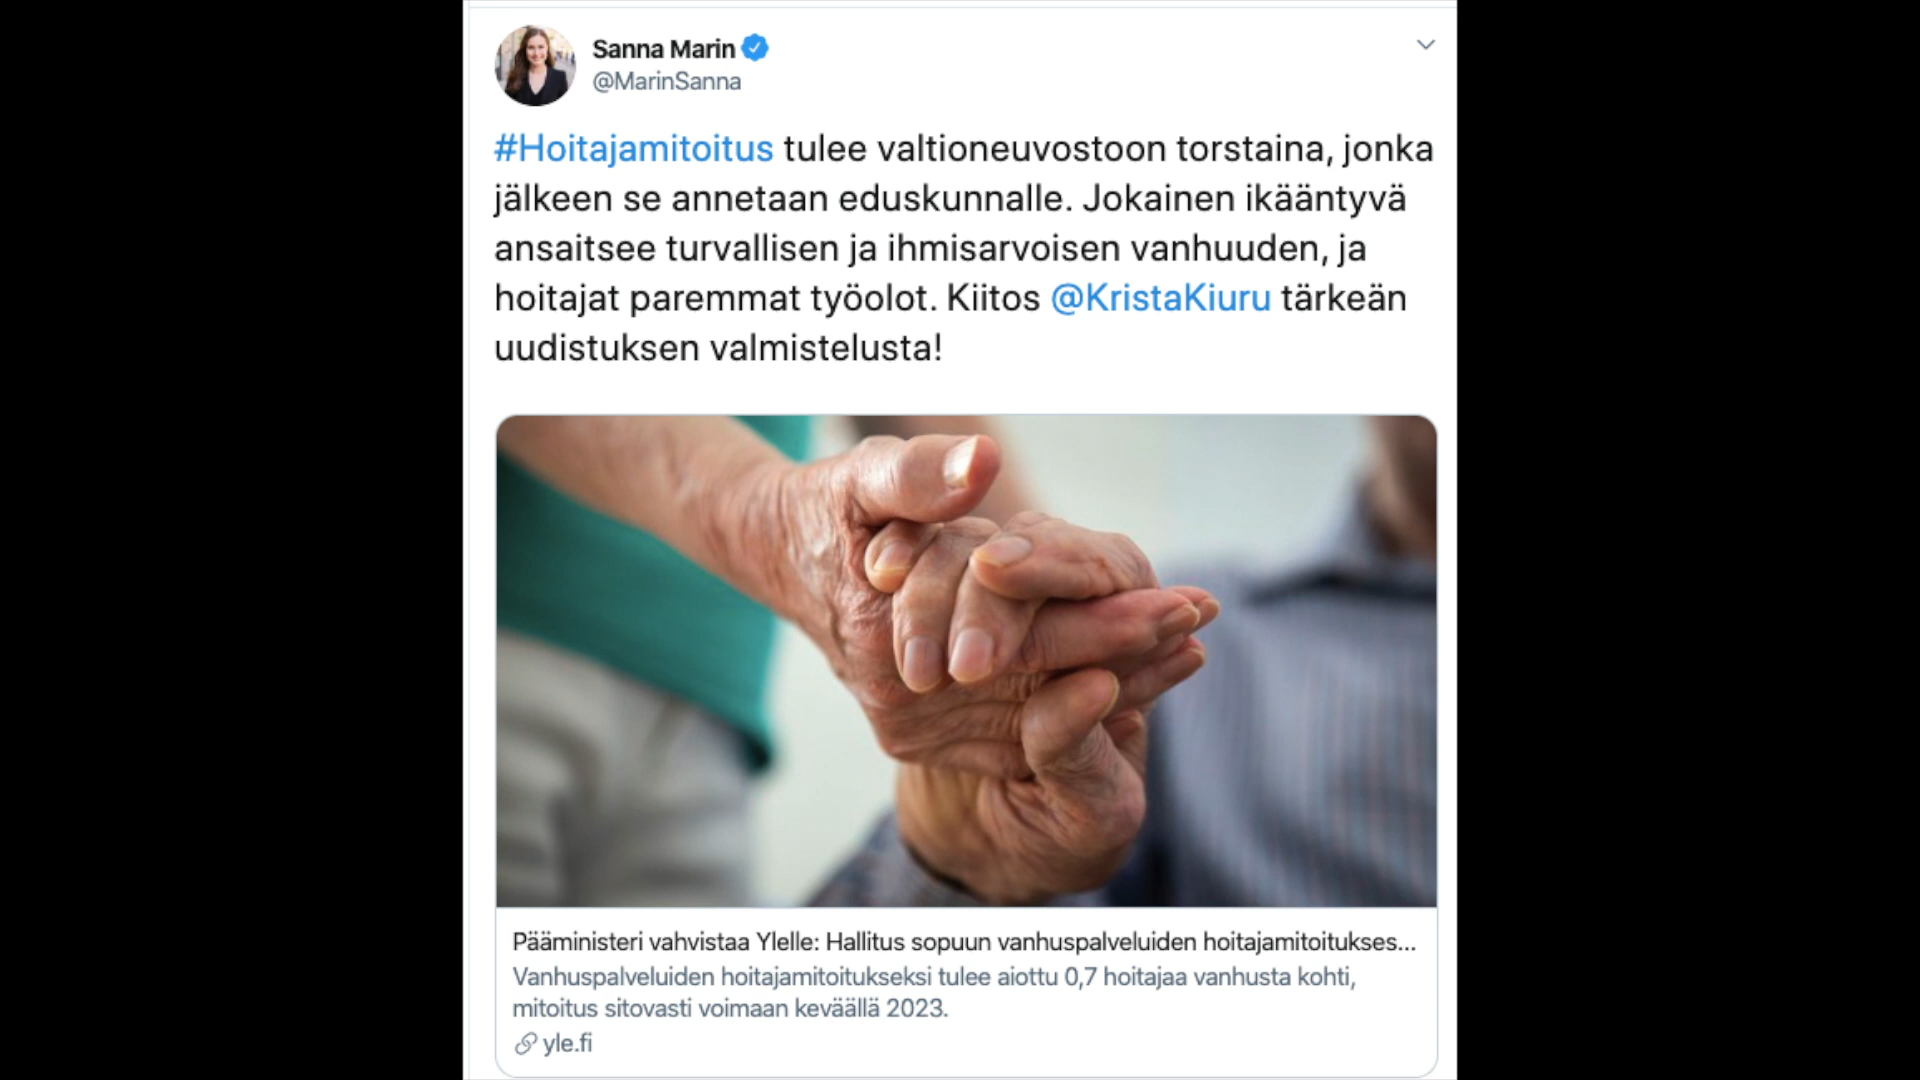 Sanna Marin
@MarinSanna
#Hoitajamitoitus tulee valtioneuvostoon torstaina, jonka
jälkeen se annetaan eduskunnalle. Jokainen ikääntyvä
ansaitsee turvallisen ja ihmisarvoisen vanhuuden, ja
hoitajat paremmat työolot. Kiitos @KristaKiuru tärkeän
uudistuksen valmistelusta!
Pääministeri vahvistaa Ylelle: Hallitus sopuun vanhuspalveluiden hoitajamitoitukses...
Vanhuspalveluiden hoitajamitoitukseksi tulee aiottu 0,7 hoitajaa vanhusta kohti,
mitoitus sitovasti voimaan keväällä 2023.
yle.fi